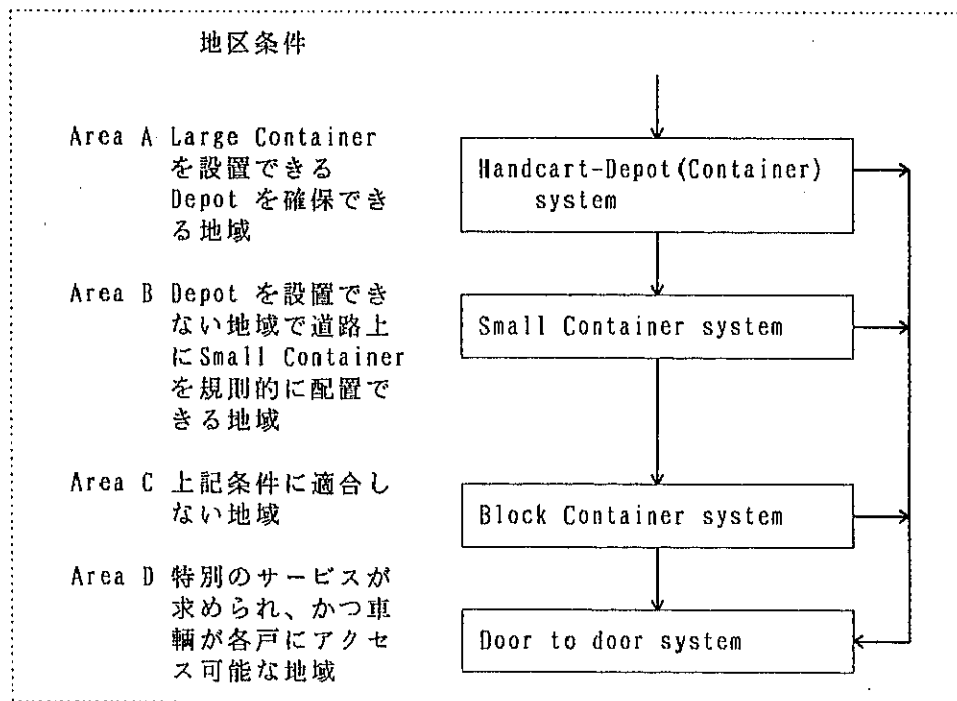 地区条件
Area A Large Container
を設置できる
Depot を確保でき
る地域
Handcart-Depot(Container)
system
Area B Depot を設置でき
ない地域で道路上
にSmall Container
を規則的に配置で
きる地域
Small Container system
Area C 上記条件に適合し
ない地域
Block Container system
Area D 特別のサービスが
求められ、かつ車
輌が各戸にアクセ
ス可能な地域
Door to door system